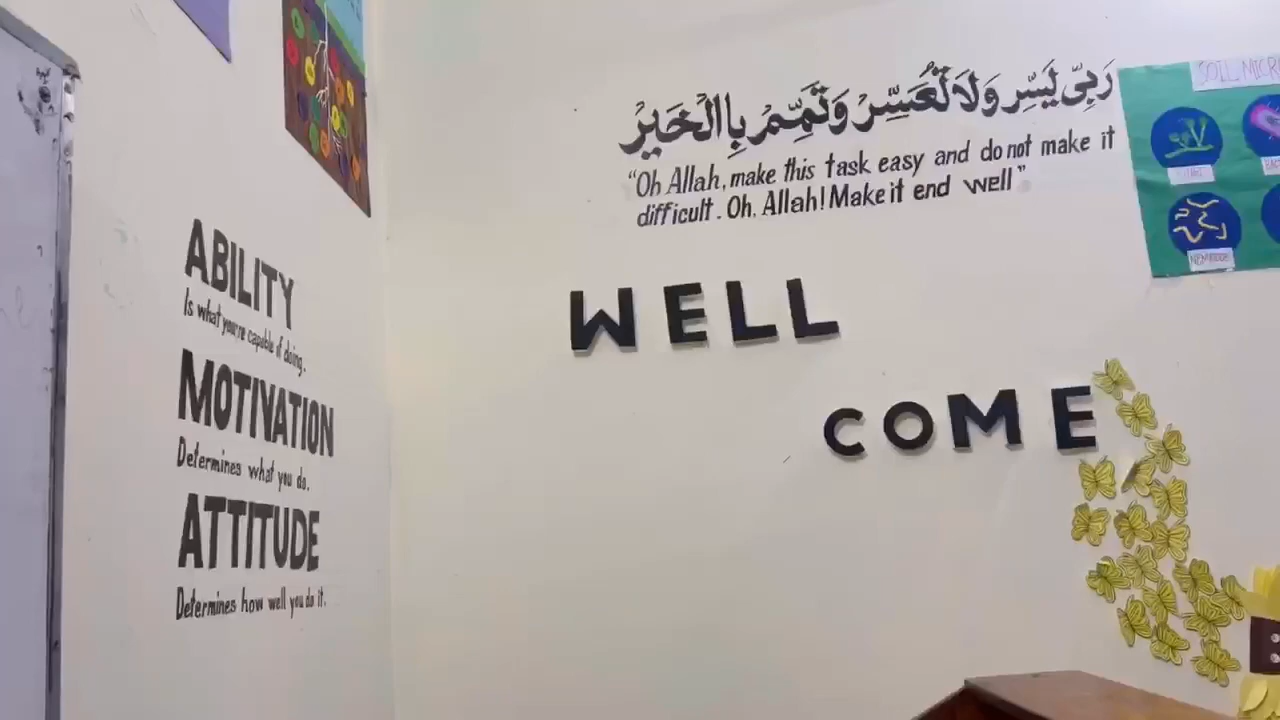 ABILITY
Is what you're capable of doing.
MOTIVATION
Determines what you do.
ATTITUDE
Determines how well you do it.
رَبِّىْ يَسِّرْ وَلَا تُعَسِّرْ وَتَمِّمْ بِاالْخَيِرْ
“Oh Allah, make this task easy and do not make it
difficult. Oh, Allah! Make it end well”
WELL
COME
SOIL MICR
NEMATODE